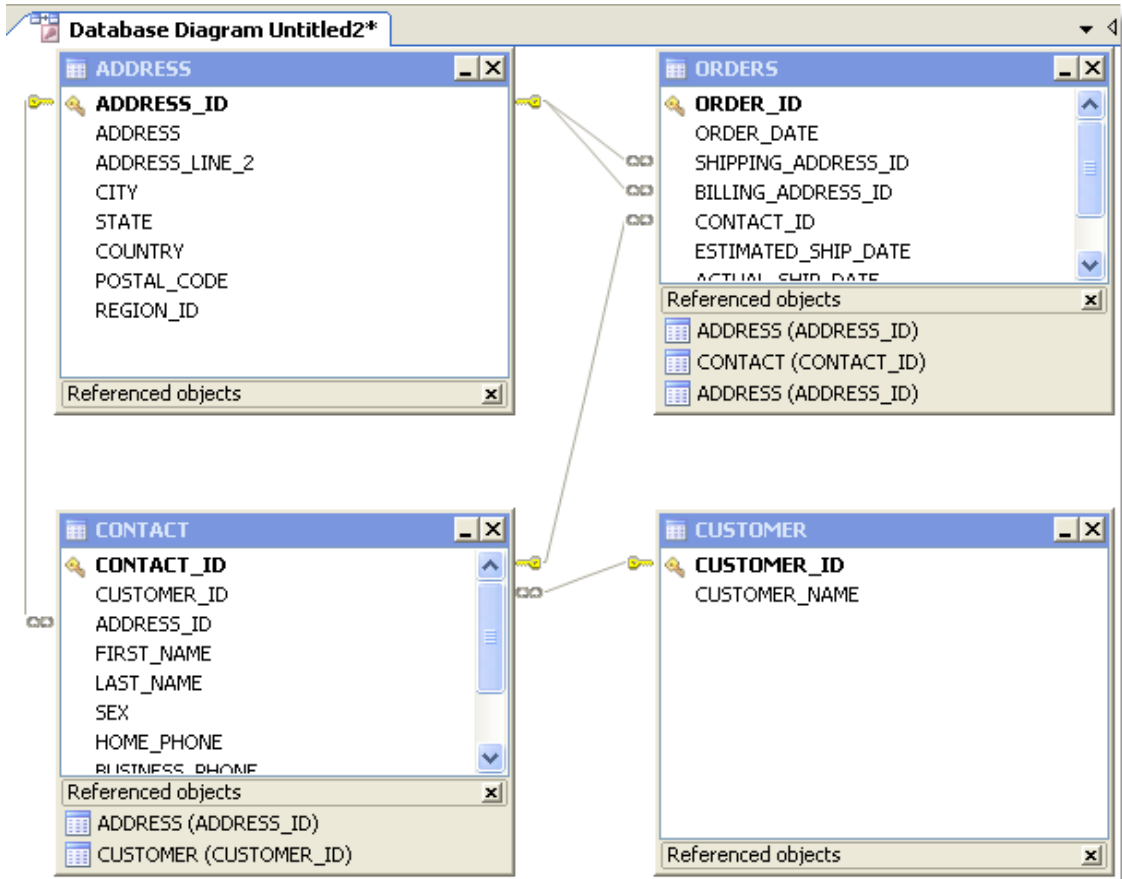 Database Diagram Untitled2*
ADDRESS
ADDRESS_ID
ADDRESS
ADDRESS_LINE_2
CITY
STATE
COUNTRY
POSTAL_CODE
REGION_ID
Referenced objects
ORDERS
ORDER_ID
ORDER_DATE
SHIPPING_ADDRESS_ID
BILLING_ADDRESS_ID
CONTACT_ID
ESTIMATED_SHIP_DATE
ACTUAL_SHIP_DATE
Referenced objects
ADDRESS (ADDRESS_ID)
CONTACT (CONTACT_ID)
ADDRESS (ADDRESS_ID)
CONTACT
CONTACT_ID
CUSTOMER_ID
ADDRESS_ID
FIRST_NAME
LAST_NAME
SEX
HOME_PHONE
BUSINESS_PHONE
Referenced objects
ADDRESS (ADDRESS_ID)
CUSTOMER (CUSTOMER_ID)
CUSTOMER
CUSTOMER_ID
CUSTOMER_NAME
Referenced objects